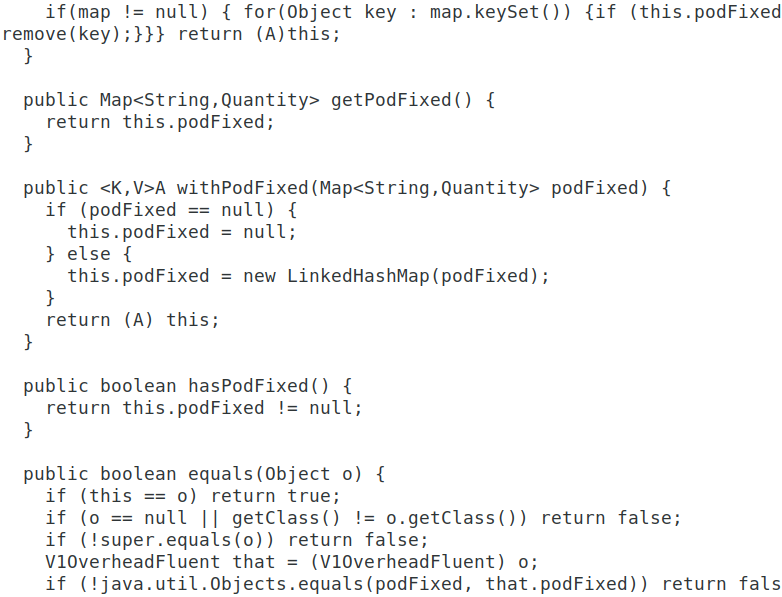 if(map != null) { for(Object key : map.keySet()) {if (this.podFixed
remove(key);}}} return (A)this;
  }

  public Map<String,Quantity> getPodFixed() {
    return this.podFixed;
  }

  public <K,V>A withPodFixed(Map<String,Quantity> podFixed) {
    if (podFixed == null) {
      this.podFixed = null;
    } else {
      this.podFixed = new LinkedHashMap(podFixed);
    }
    return (A) this;
  }

  public boolean hasPodFixed() {
    return this.podFixed != null;
  }

  public boolean equals(Object o) {
    if (this == o) return true;
    if (o == null || getClass() != o.getClass()) return false;
    if (!super.equals(o)) return false;
    V1OverheadFluent that = (V1OverheadFluent) o;
    if (!java.util.Objects.equals(podFixed, that.podFixed)) return fals